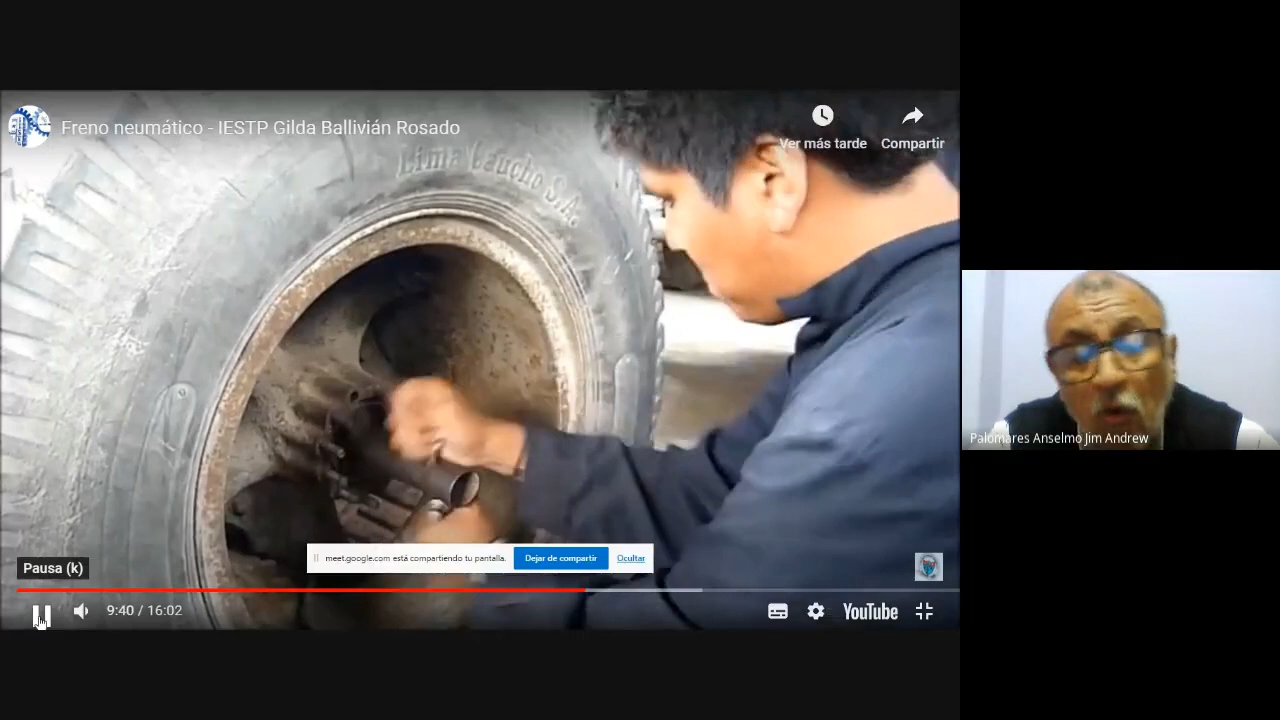 Freno neumático - IESTP Gilda Ballivián Rosado
Ver más tarde
Compartir
Lima Caucho S.A.
Palomares Anselmo Jim Andrew
meet.google.com está compartiendo tu pantalla.
Dejar de compartir
Ocultar
Pausa (k)
9:40 / 16:02
YouTube